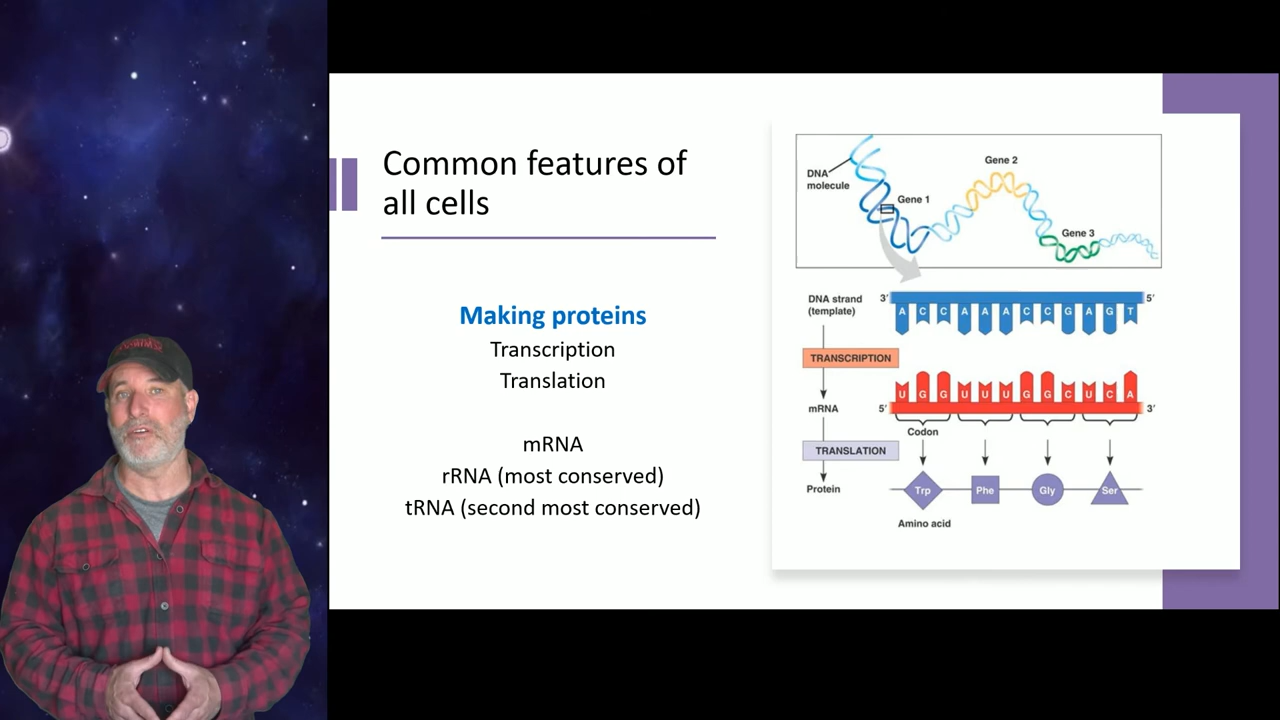 Common features of
all cells
Making proteins
Transcription
Translation
mRNA
rRNA (most conserved)
tRNA (second most conserved)
DNA
molecule
Gene 1
Gene 2
Gene 3
DNA strand
(template)
3′ 5′
A C C A A A C C G A G T
TRANSCRIPTION
mRNA
5′ 3′
U G G U U U G G C U C A
Codon
TRANSLATION
Protein
Trp Phe Gly Ser
Amino acid